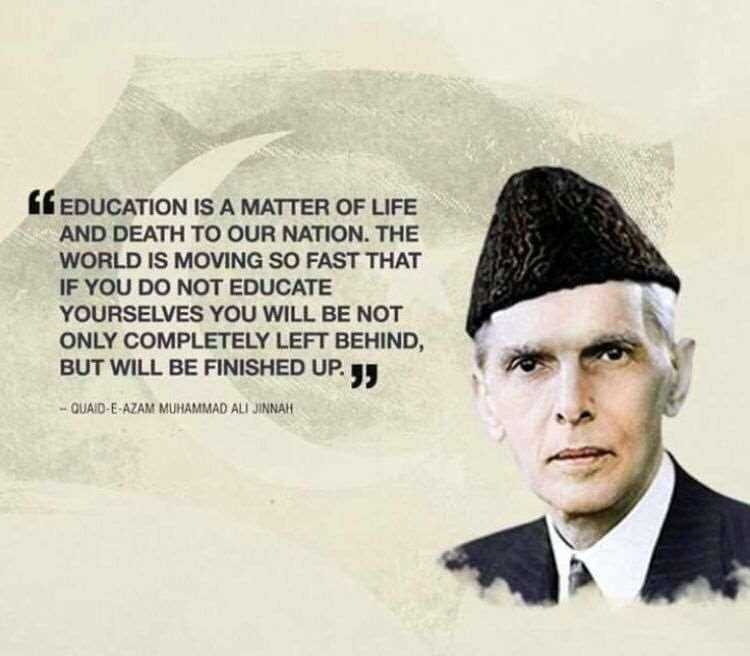 “EDUCATION IS A MATTER OF LIFE
AND DEATH TO OUR NATION. THE
WORLD IS MOVING SO FAST THAT
IF YOU DO NOT EDUCATE
YOURSELVES YOU WILL BE NOT
ONLY COMPLETELY LEFT BEHIND,
BUT WILL BE FINISHED UP.”
– QUAID-E-AZAM MUHAMMAD ALI JINNAH